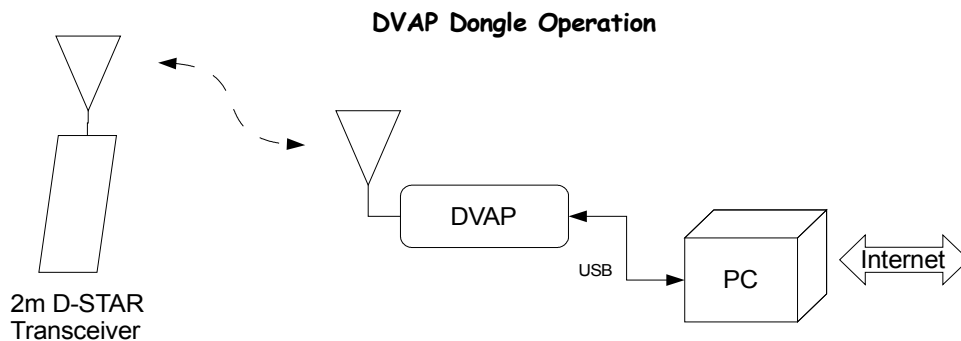 DVAP Dongle Operation
DVAP
USB
PC
Internet
2m D-STAR
Transceiver